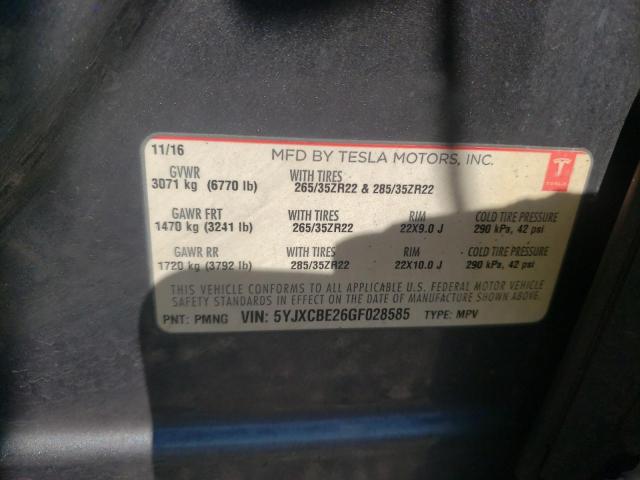 11/16 MFD BY TESLA MOTORS, INC.
GVWR WITH TIRES
3071 kg (6770 lb) 265/35ZR22 & 285/35ZR22
TESLA
GAWR FRT WITH TIRES RIM COLD TIRE PRESSURE
1470 kg (3241 lb) 265/35ZR22 22X9.0 J 290 kPa, 42 psi
GAWR RR WITH TIRES RIM COLD TIRE PRESSURE
1720 kg (3792 lb) 285/35ZR22 22X10.0 J 290 kPa, 42 psi
THIS VEHICLE CONFORMS TO ALL APPLICABLE U.S. FEDERAL MOTOR VEHICLE
SAFETY STANDARDS IN EFFECT ON THE DATE OF MANUFACTURE SHOWN ABOVE.
PNT: PMNG VIN: 5YJXCBE26GF028585 TYPE: MPV